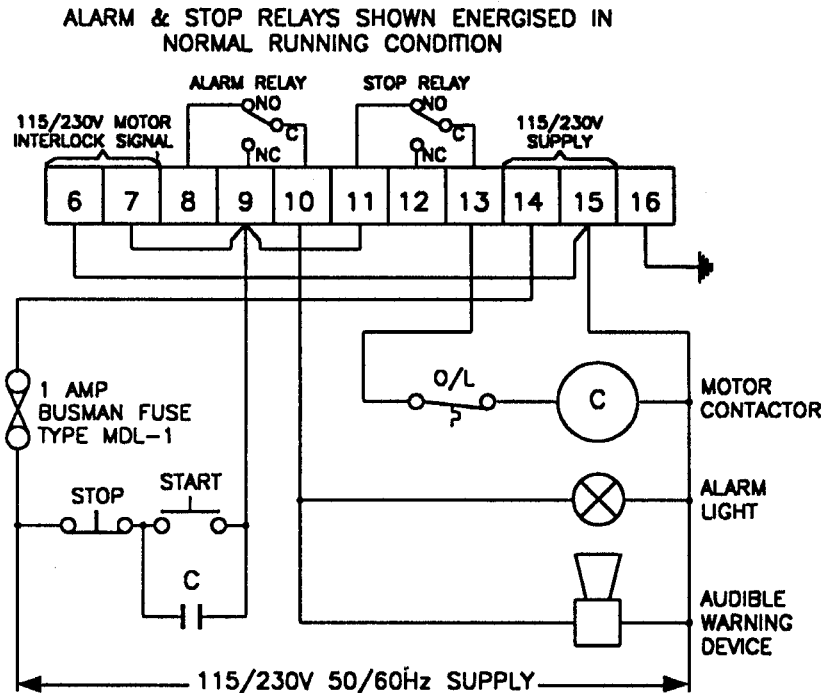 ALARM & STOP RELAYS SHOWN ENERGISED IN
NORMAL RUNNING CONDITION
ALARM RELAY
STOP RELAY
NO
NO
115/230V MOTOR
INTERLOCK SIGNAL
C
C
115/230V
SUPPLY
NC
NC
6 7 8 9 10 11 12 13 14 15 16
1 AMP
BUSMAN FUSE
TYPE MDL-1
O/L
C
MOTOR
CONTACTOR
STOP
START
ALARM
LIGHT
C
AUDIBLE
WARNING
DEVICE
115/230V 50/60Hz SUPPLY